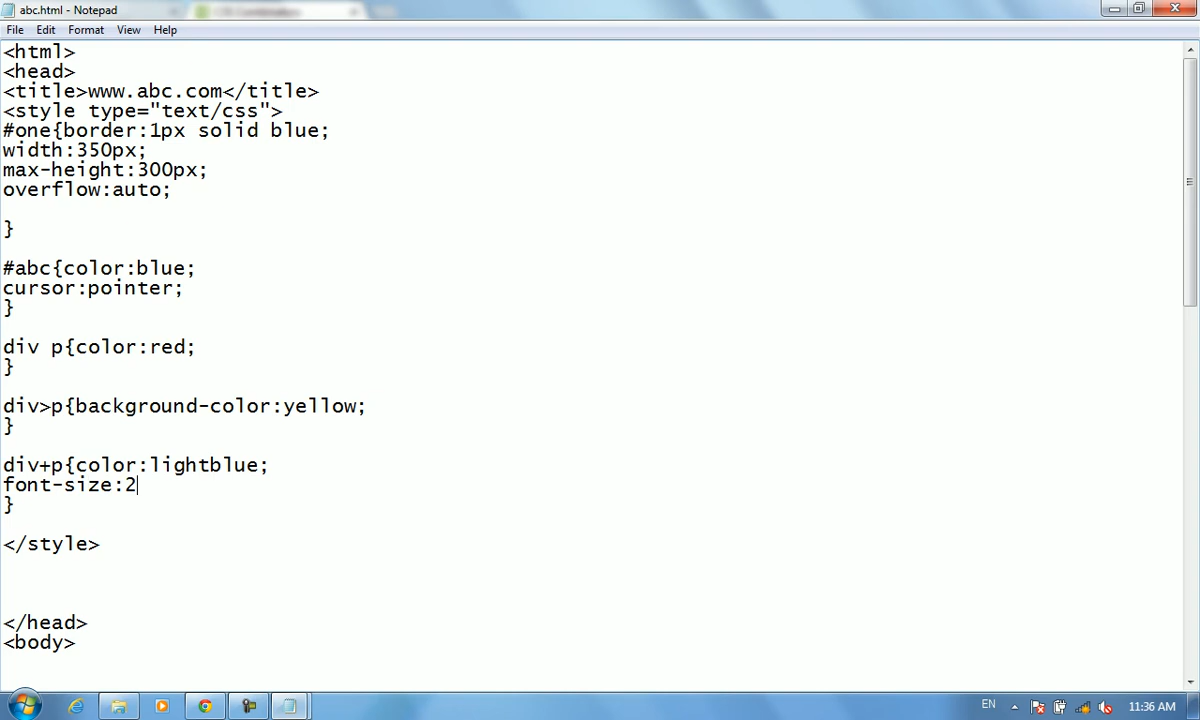 abc.html - Notepad
CSS Combinators
File Edit Format View Help
<html>
<head>
<title>www.abc.com</title>
<style type="text/css">
#one{border:1px solid blue;
width:350px;
max-height:300px;
overflow:auto;
}
#abc{color:blue;
cursor:pointer;
}
div p{color:red;
}
div>p{background-color:yellow;
}
div+p{color:lightblue;
font-size:2
}
</style>
</head>
<body>
EN
11:36 AM